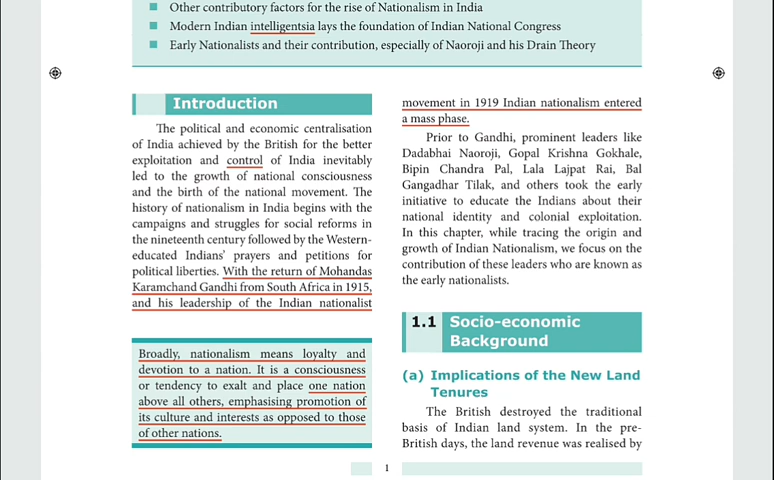 Other contributory factors for the rise of Nationalism in India
Modern Indian intelligentsia lays the foundation of Indian National Congress
Early Nationalists and their contribution, especially of Naoroji and his Drain Theory
Introduction
The political and economic centralisation
of India achieved by the British for the better
exploitation and control of India inevitably
led to the growth of national consciousness
and the birth of the national movement. The
history of nationalism in India begins with the
campaigns and struggles for social reforms in
the nineteenth century followed by the Western-
educated Indians' prayers and petitions for
political liberties. With the return of Mohandas
Karamchand Gandhi from South Africa in 1915,
and his leadership of the Indian nationalist
Broadly, nationalism means loyalty and
devotion to a nation. It is a consciousness
or tendency to exalt and place one nation
above all others, emphasising promotion of
its culture and interests as opposed to those
of other nations.
movement in 1919 Indian nationalism entered
a mass phase.
Prior to Gandhi, prominent leaders like
Dadabhai Naoroji, Gopal Krishna Gokhale,
Bipin Chandra Pal, Lala Lajpat Rai, Bal
Gangadhar Tilak, and others took the early
initiative to educate the Indians about their
national identity and colonial exploitation.
In this chapter, while tracing the origin and
growth of Indian Nationalism, we focus on the
contribution of these leaders who are known as
the early nationalists.
1.1 Socio-economic
Background
(a) Implications of the New Land
Tenures
The British destroyed the traditional
basis of Indian land system. In the pre-
British days, the land revenue was realised by
1